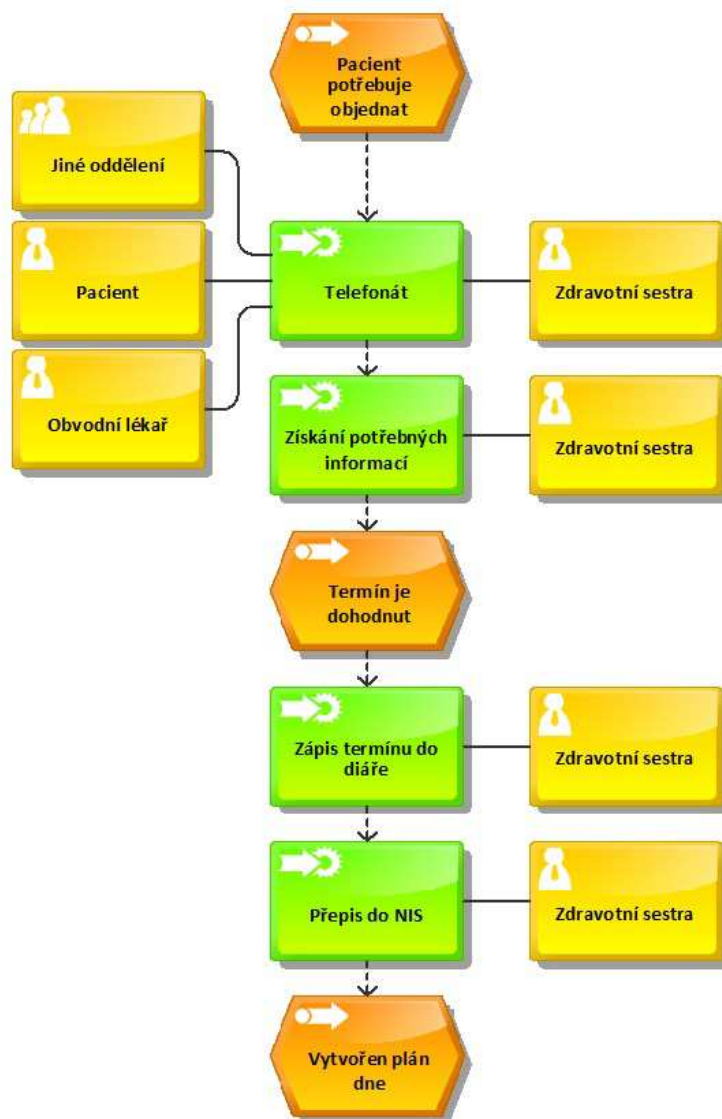 Pacient
potřebuje
objednat
Jiné oddělení
Pacient
Telefonát
Zdravotní sestra
Obvodní lékař
Získání potřebných
informací
Zdravotní sestra
Termín je
dohodnut
Zápis termínu do
diáře
Zdravotní sestra
Přepis do NIS
Zdravotní sestra
Vytvořen plán
dne